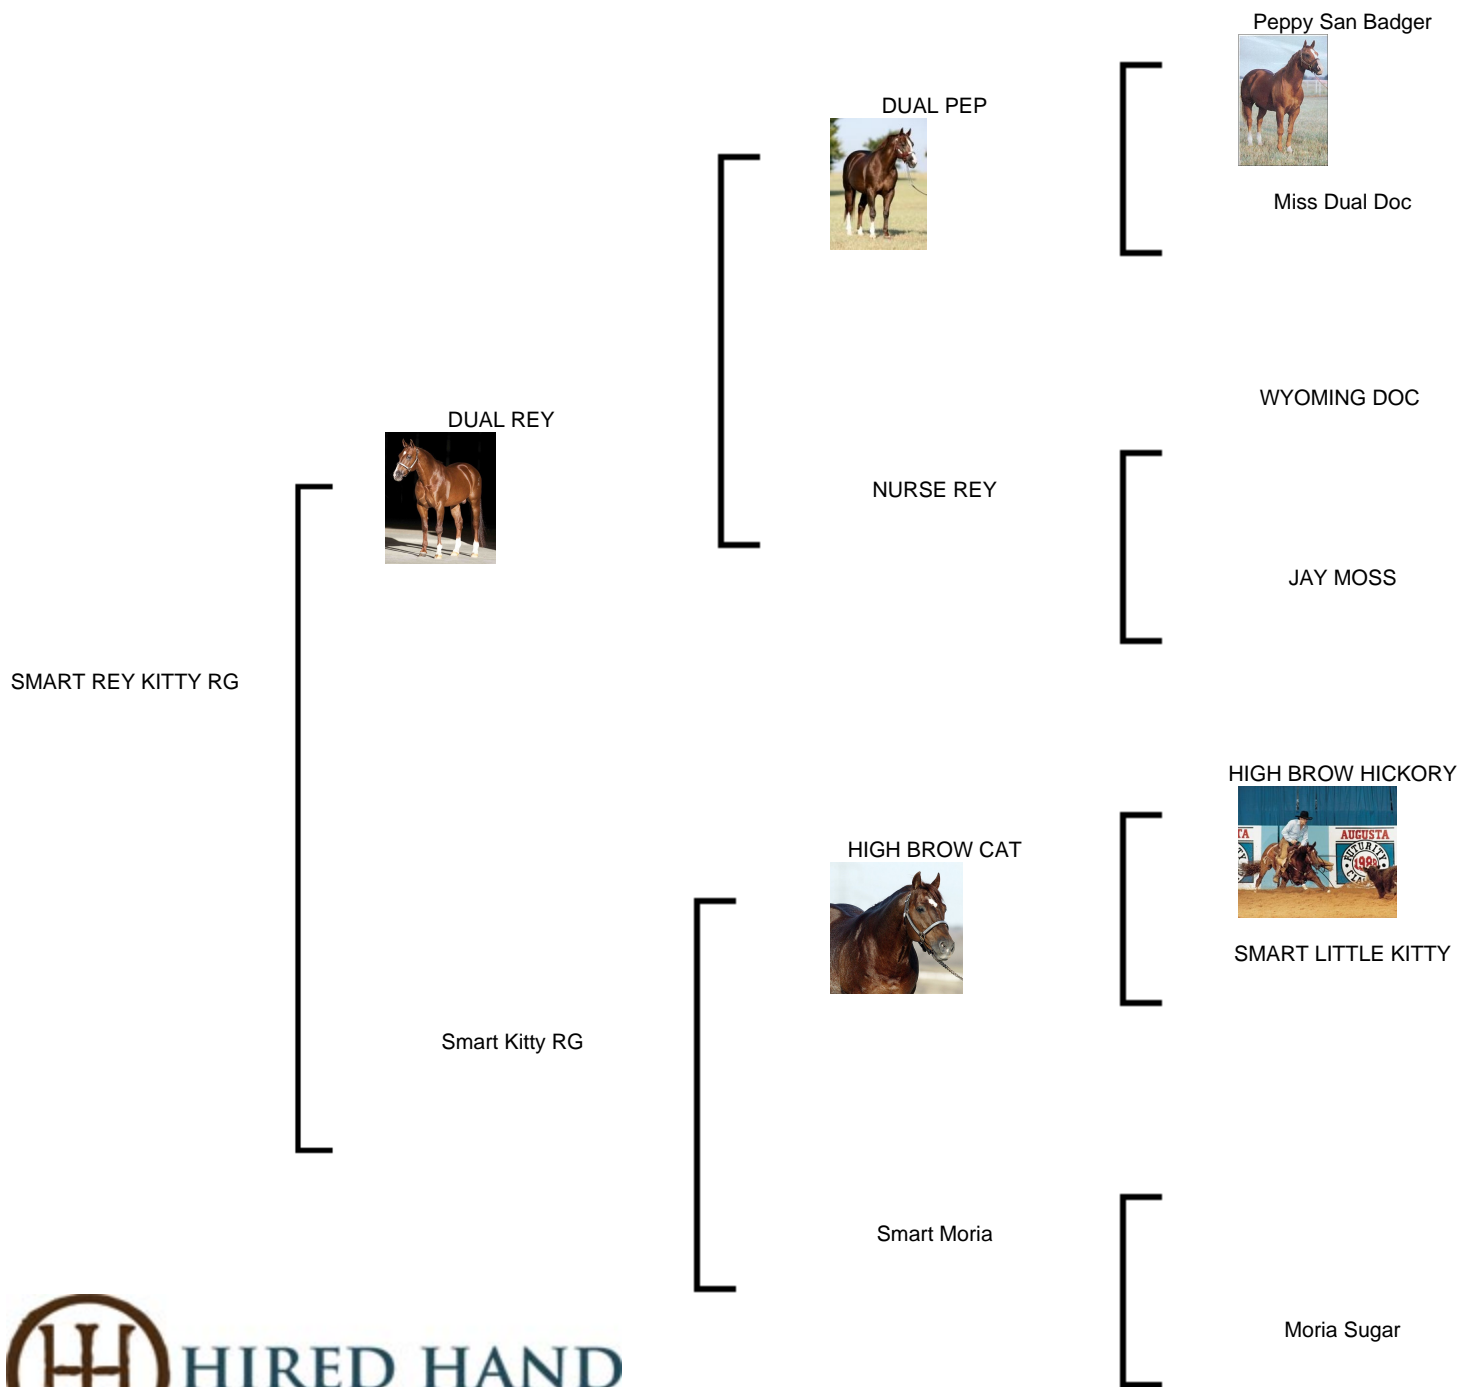 Peppy San Badger
DUAL PEP
Miss Dual Doc
WYOMING DOC
DUAL REY
NURSE REY
JAY MOSS
SMART REY KITTY RG
HIGH BROW HICKORY
AUGUSTA
FUTURITY
1998
HIGH BROW CAT
SMART LITTLE KITTY
Smart Kitty RG
Smart Moria
Moria Sugar
HIRED HAND